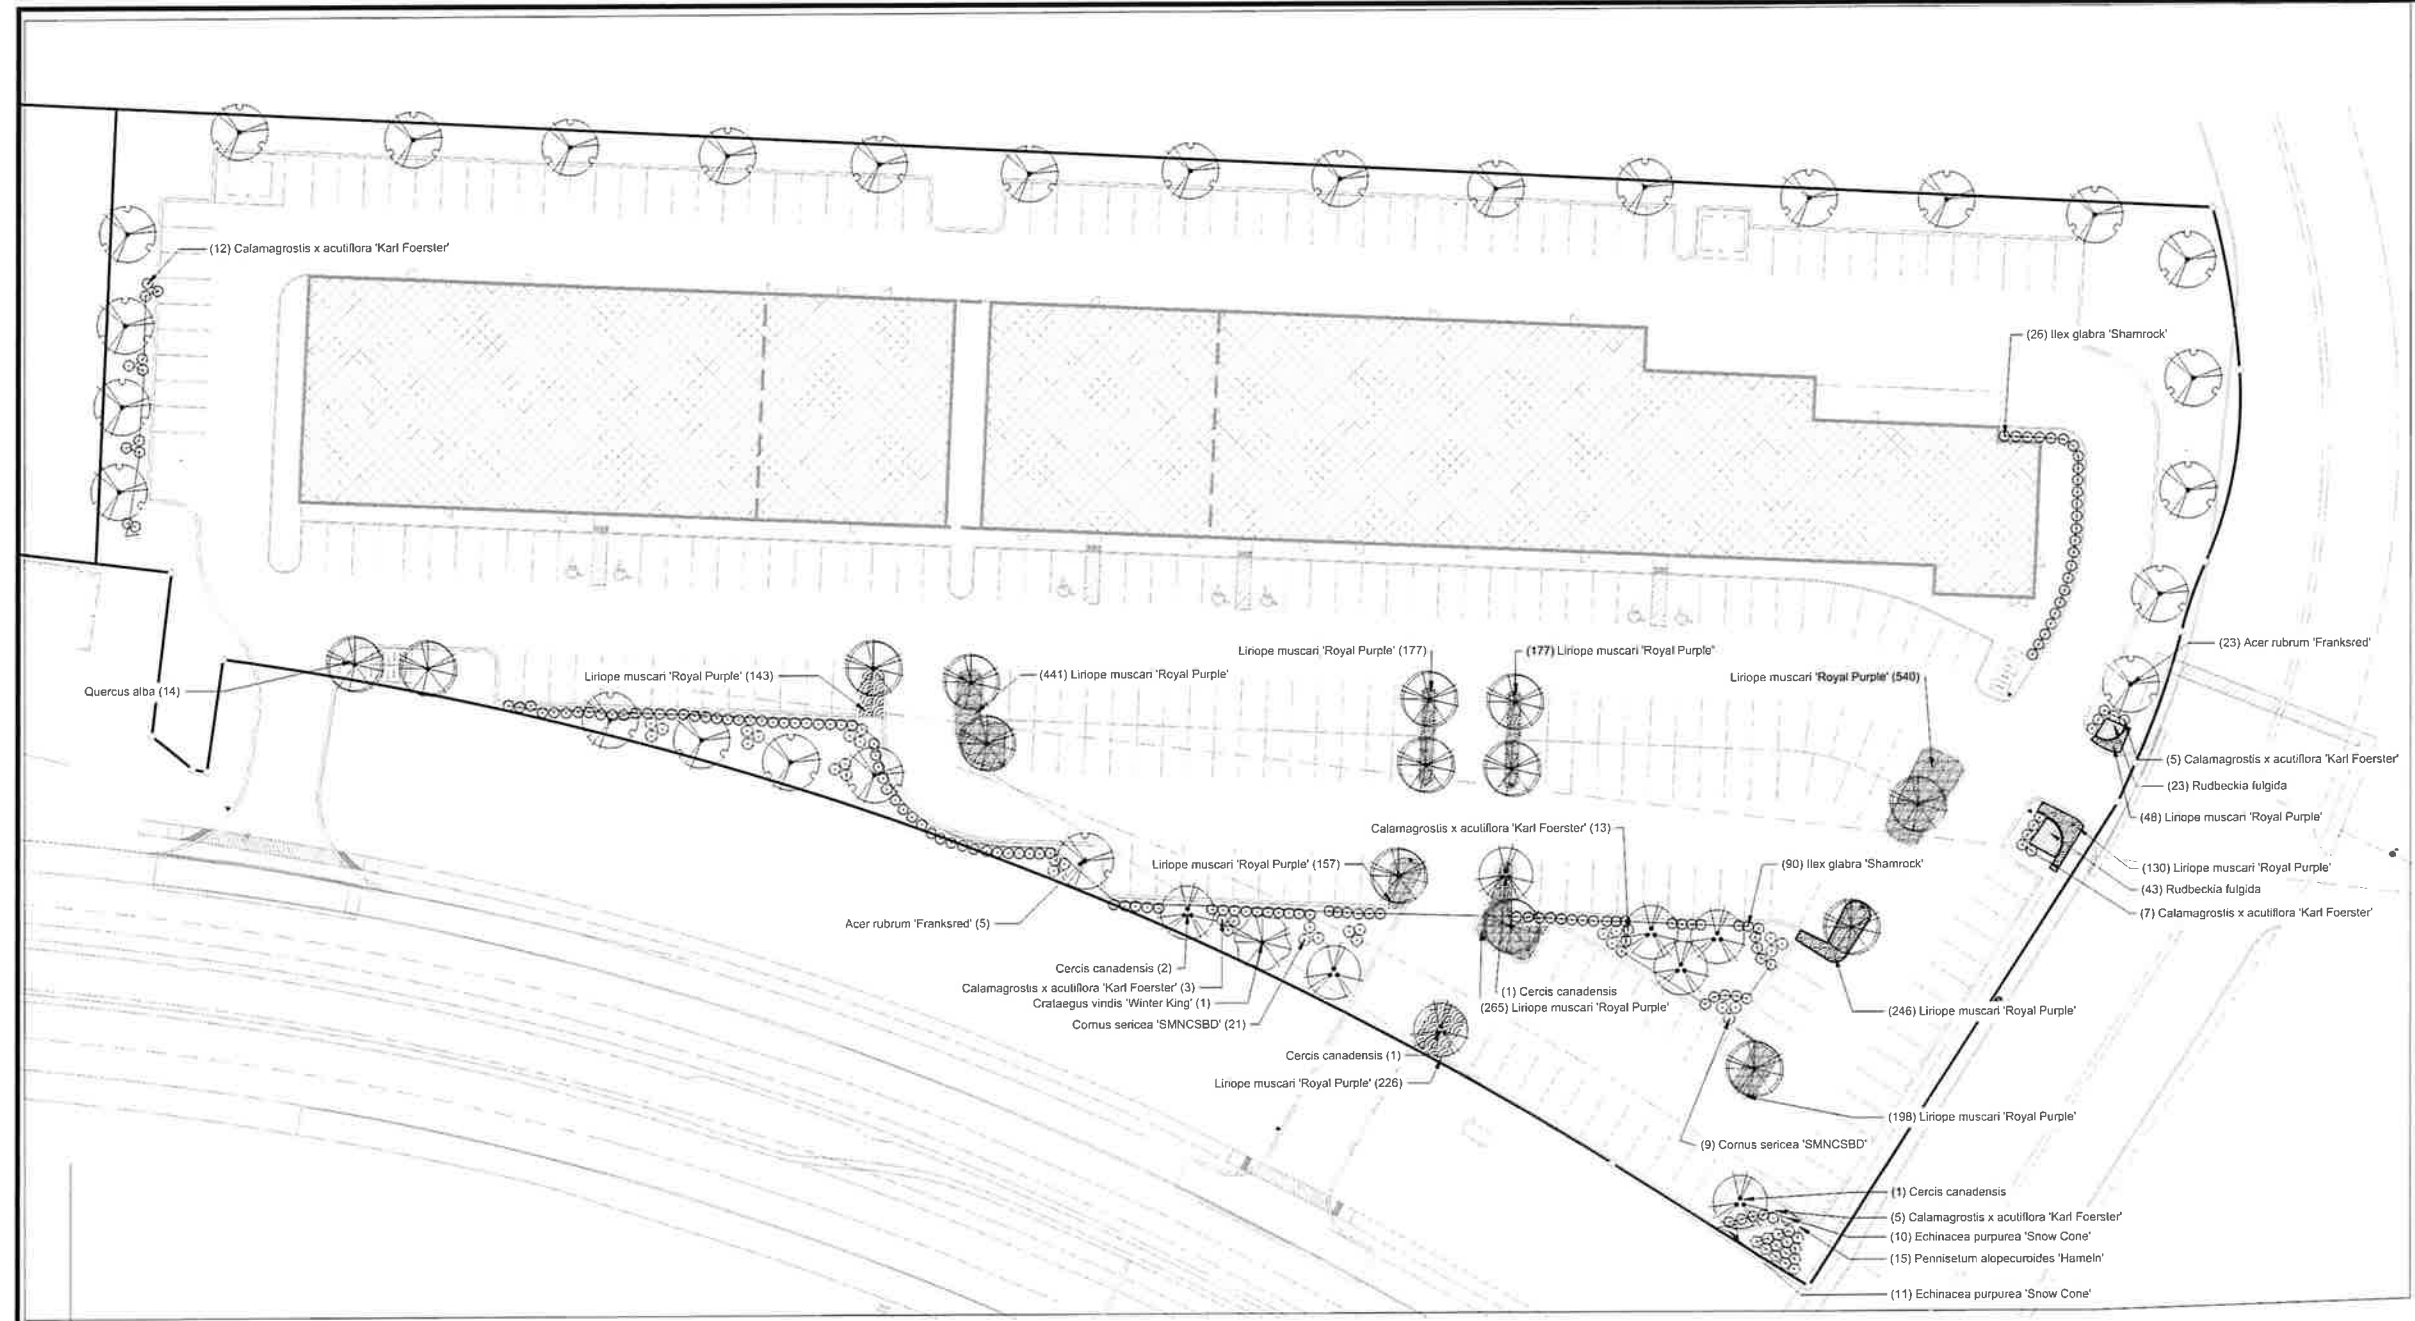 (12) Calamagrostis x acutiflora 'Karl Foerster'
(26) Ilex glabra 'Shamrock'
(23) Acer rubrum 'Franksred'
Liriope muscari 'Royal Purple' (177)
(177) Liriope muscari 'Royal Purple'
Liriope muscari 'Royal Purple' (143)
(441) Liriope muscari 'Royal Purple'
Liriope muscari 'Royal Purple' (540)
Quercus alba (14)
(5) Calamagrostis x acutiflora 'Karl Foerster'
(23) Rudbeckia fulgida
(48) Liriope muscari 'Royal Purple'
Calamagrostis x acutiflora 'Karl Foerster' (13)
Liriope muscari 'Royal Purple' (157)
(90) Ilex glabra 'Shamrock'
(130) Liriope muscari 'Royal Purple'
(43) Rudbeckia fulgida
(7) Calamagrostis x acutiflora 'Karl Foerster'
Acer rubrum 'Franksred' (5)
Cercis canadensis (2)
Calamagrostis x acutiflora 'Karl Foerster' (3)
Crataegus viridis 'Winter King' (1)
Cornus sericea 'SMNCSBD' (21)
(1) Cercis canadensis
(265) Liriope muscari 'Royal Purple'
(246) Liriope muscari 'Royal Purple'
Cercis canadensis (1)
Liriope muscari 'Royal Purple' (226)
(198) Liriope muscari 'Royal Purple'
(9) Cornus sericea 'SMNCSBD'
(1) Cercis canadensis
(5) Calamagrostis x acutiflora 'Karl Foerster'
(10) Echinacea purpurea 'Snow Cone'
(15) Pennisetum alopecuroides 'Hameln'
(11) Echinacea purpurea 'Snow Cone'